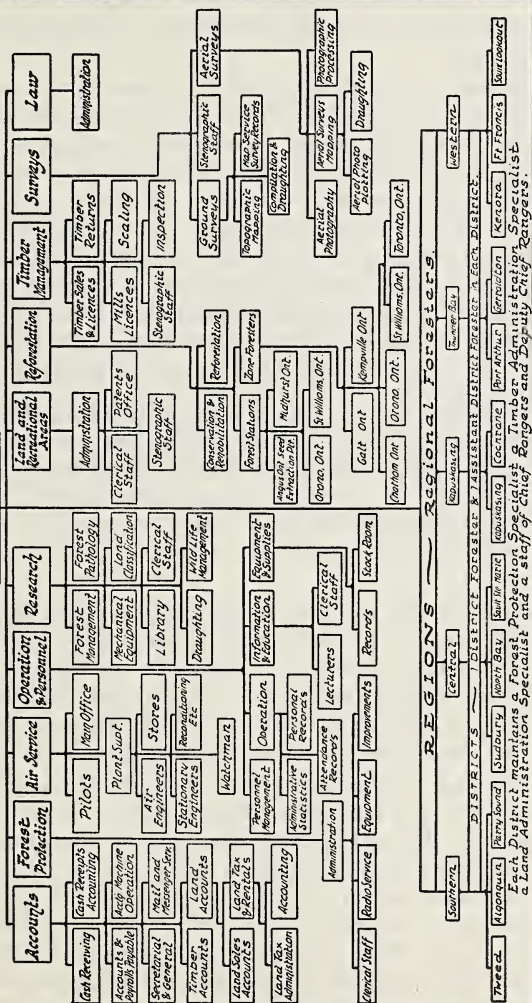 Accounts
Forest Protection
Air Service
Operation & Personnel
Research
Land and Recreational Areas
Reforestation
Timber Management
Surveys
Law
Cash Receiving
Cash Receipts Accounting
Accounts & Payrolls Payable
Acctg Machine Operation
Secretarial & General
Mail and Messenger Serv.
Timber Accounts
Land Accounts
Land Sales Accounts
Land Tax & Rentals
Land Tax Administration
Accounting
Pilots
Main Office
Plant Supt.
Air Engineers
Stores
Stationary Engineers
Reconditioning Etc
Watchman
Forest Management
Forest Pathology
Mechanical Equipment
Land Classification
Library
Clerical Staff
Draughting
Wild Life Management
Personnel Management
Operation
Information & Education
Equipment & Supplies
Administrative Statistics
Personal Records
Lecturers
Clerical Staff
Attendance Records
Administration
Clerical Staff
Radio Service
Equipment
Improvements
Records
Stock Room
Administration
Clerical Staff
Patents Office
Stenographic Staff
Conservation & Rehabilitation
Reforestation
Forest Stations
Zone Foresters
Angus Ont Seed Extraction Plt.
Midhurst Ont
Orono, Ont.
St Williams, Ont
Galt Ont
Kemptville Ont
Chatham Ont
Orono Ont.
St Williams, Ont.
Toronto, Ont.
Timber Sales & Licences
Timber Returns
Mills Licences
Scaling
Stenographic Staff
Inspection
Ground Surveys
Stenographic Staff
Aerial Surveys
Topographic Mapping
Map Service Survey Records
Compilation & Draughting
Aerial Photography
Aerial Surveys Mapping
Photographic Processing
Aerial Photo Plotting
Draughting
Administration
REGIONS — Regional Foresters.
Southern
Central
Kapuskasing
Thunder Bay
Western
DISTRICTS — District Forester & 1 Assistant District Forester in Each District.
Tweed
Algonquin
Parry Sound
Sudbury
North Bay
Sault Ste Marie
Kapuskasing
Cochrane
Port Arthur
Geraldton
Kenora
Ft Francis
Sioux Lookout
Each District maintains a Forest Protection Specialist a Timber Administration Specialist
a Land Administration Specialist and a staff of Chief Rangers and Deputy Chief Rangers.